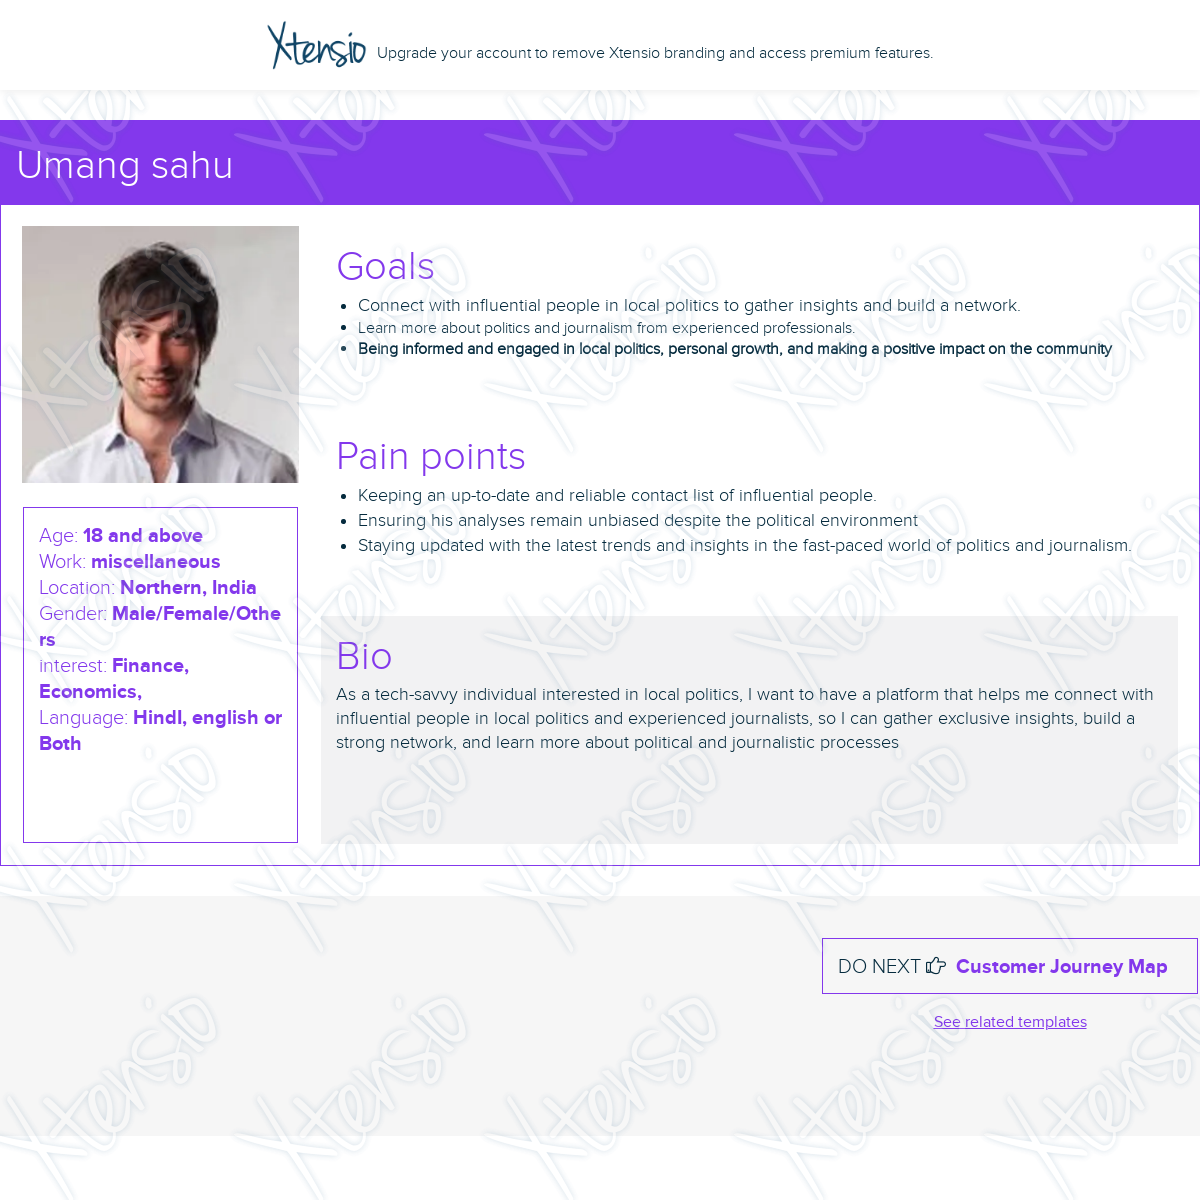 Xtensio Upgrade your account to remove Xtensio branding and access premium features.
Umang sahu
Goals
Connect with influential people in local politics to gather insights and build a network.
Learn more about politics and journalism from experienced professionals.
Being informed and engaged in local politics, personal growth, and making a positive impact on the community
Pain points
Keeping an up-to-date and reliable contact list of influential people.
Ensuring his analyses remain unbiased despite the political environment
Staying updated with the latest trends and insights in the fast-paced world of politics and journalism.
Age: 18 and above
Work: miscellaneous
Location: Northern, India
Gender: Male/Female/Othe
rs
interest: Finance,
Economics,
Language: HindI, english or
Both
Bio
As a tech-savvy individual interested in local politics, I want to have a platform that helps me connect with
influential people in local politics and experienced journalists, so I can gather exclusive insights, build a
strong network, and learn more about political and journalistic processes
DO NEXT Customer Journey Map
See related templates